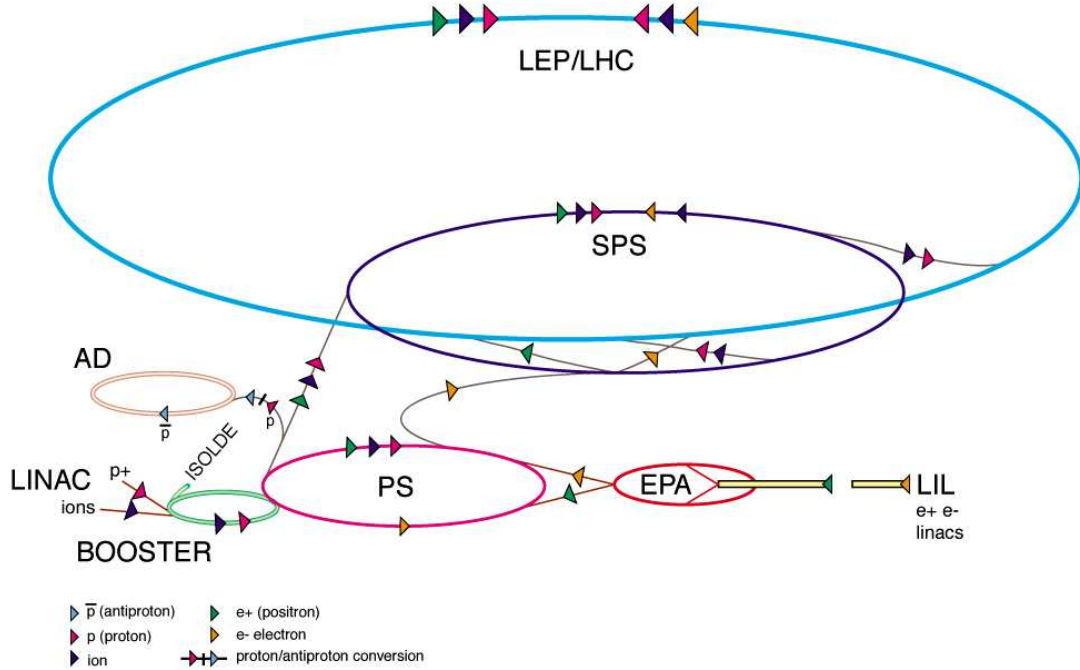 LEP/LHC
SPS
AD
p̅
p
ISOLDE
LINAC
p+
ions
BOOSTER
PS
EPA
LIL
e+ e-
linacs
p̅ (antiproton)
p (proton)
ion
e+ (positron)
e- electron
proton/antiproton conversion